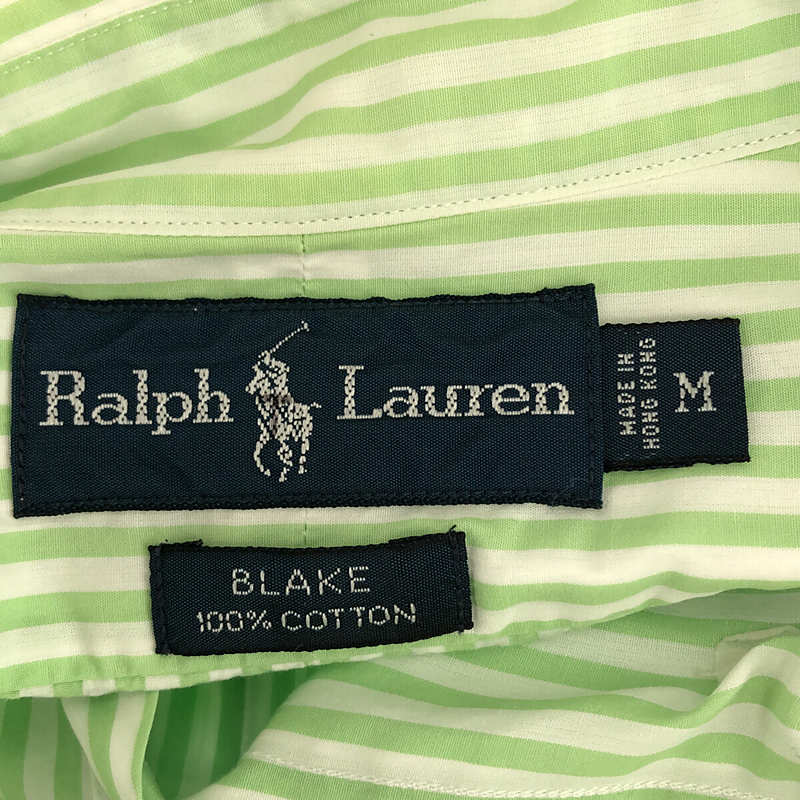 Ralph Lauren
MADE IN
HONG KONG
M
BLAKE
100% COTTON